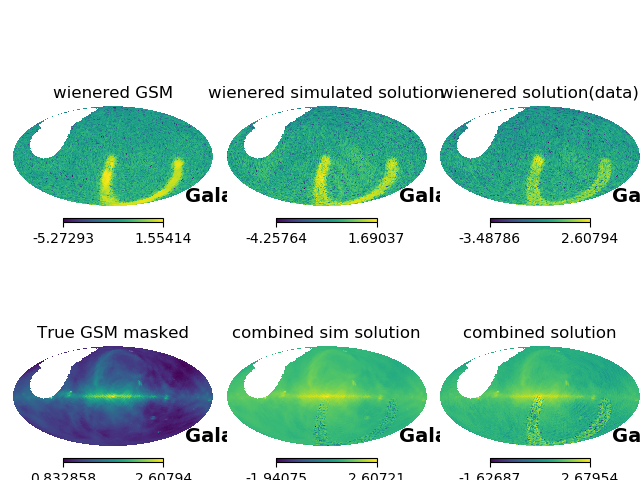 wienered GSM
wienered simulated solution
wienered solution(data)
Gala
Gala
Ga
-5.27293 1.55414
-4.25764 1.69037
-3.48786 2.60794
True GSM masked
combined sim solution
combined solution
Gala
Gala
Ga
0.832858 2.60794
-1.94075 2.60721
-1.62687 2.67954